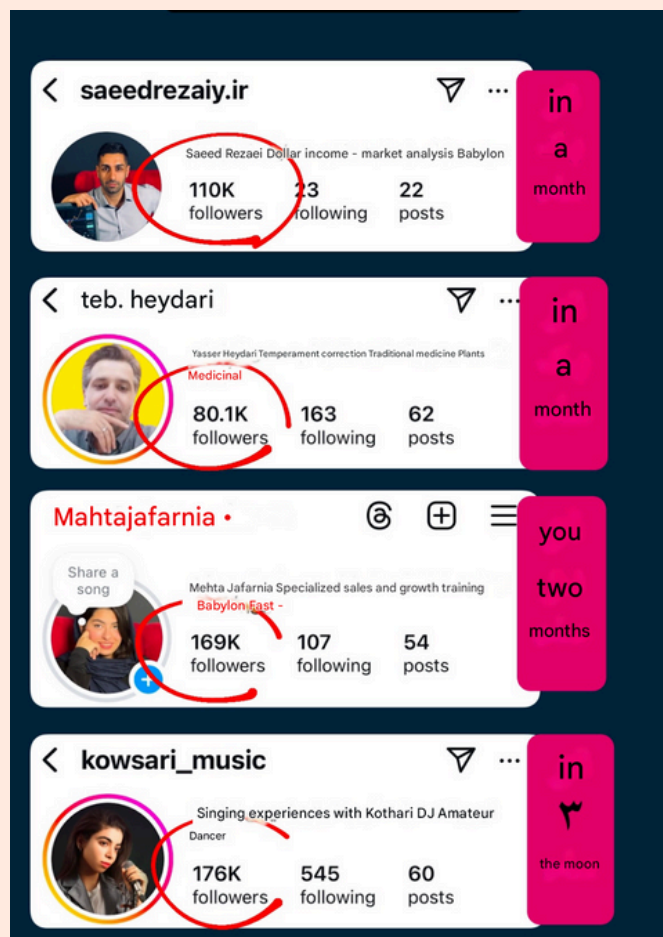 saeedrezaiy.ir
Saeed Rezaei Dollar income - market analysis Babylon
110K 23 22
followers following posts
in
a
month
teb. heydari
Yasser Heydari Temperament correction Traditional medicine Plants
Medicinal
80.1K 163 62
followers following posts
in
a
month
Mahtajafarnia •
Share a
song
Mehta Jafarnia Specialized sales and growth training
Babylon Fast -
169K 107 54
followers following posts
you
two
months
kowsari_music
Singing experiences with Kothari DJ Amateur
Dancer
176K 545 60
followers following posts
in
۳
the moon